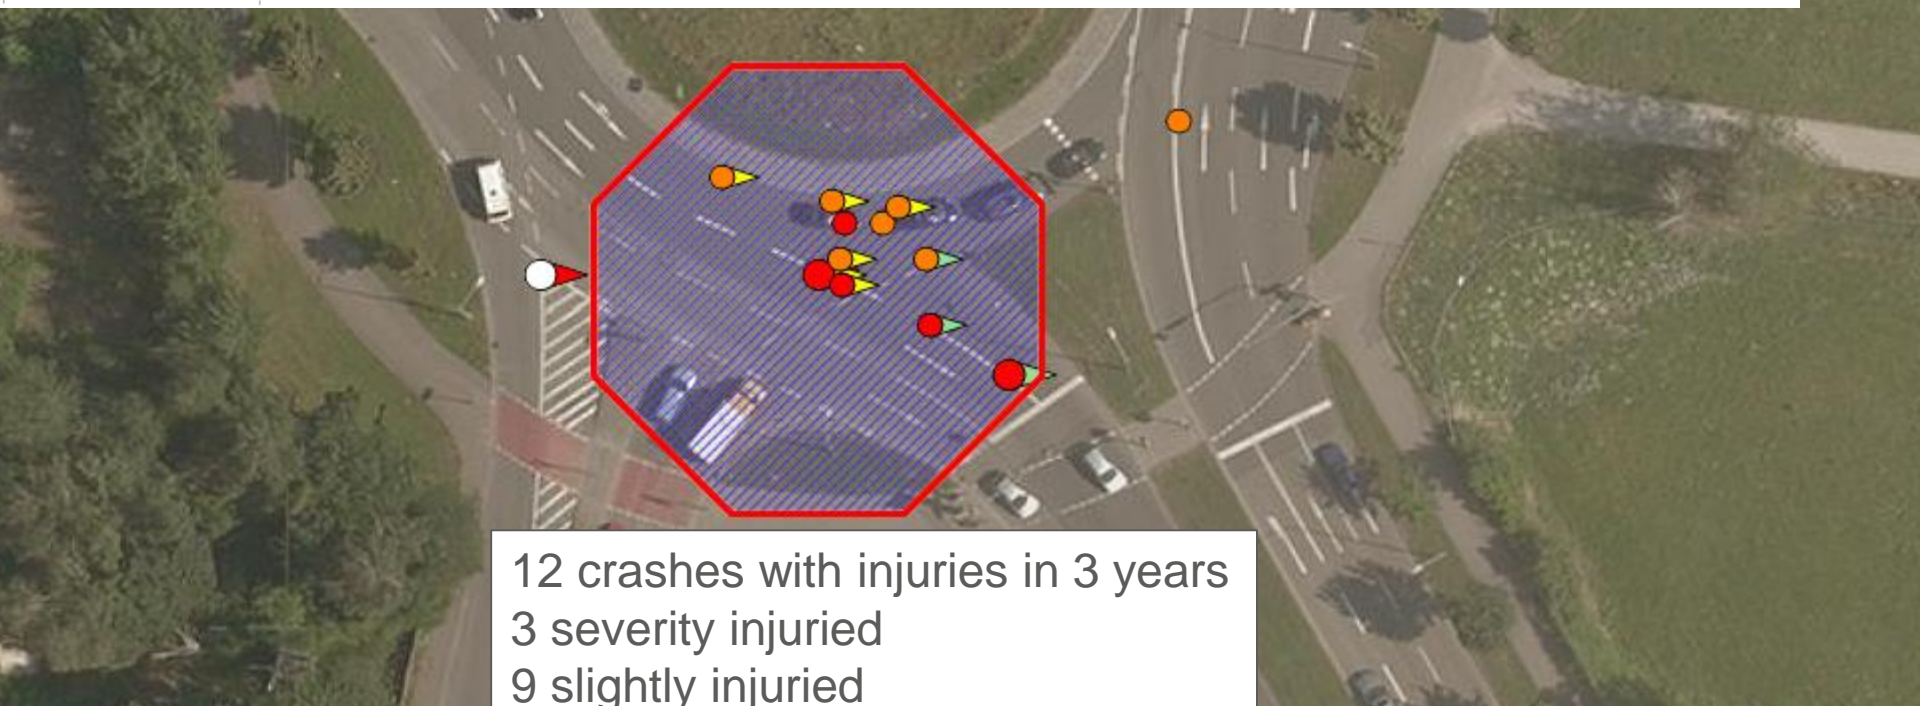 12 crashes with injuries in 3 years
3 severity injuried
9 slightly injuried